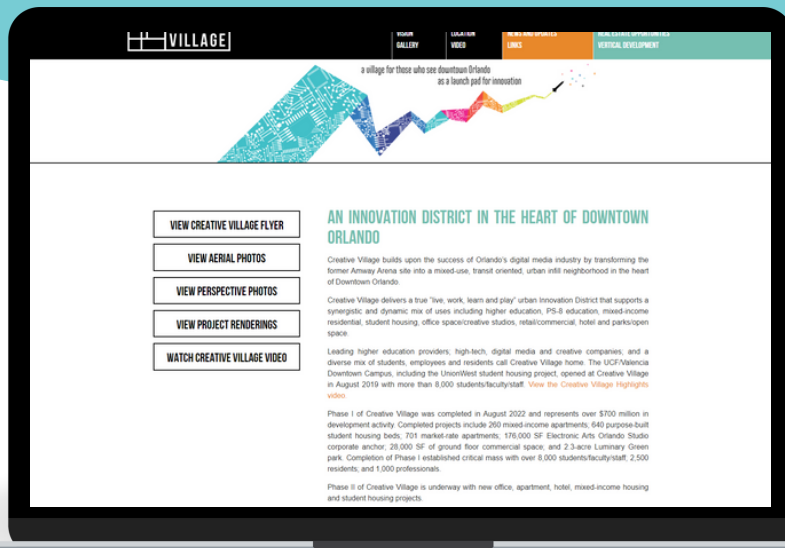 VILLAGE
VISION
GALLERY
LOCATION
VIDEO
NEWS AND UPDATES
LINKS
REAL ESTATE OPPORTUNITIES
VERTICAL DEVELOPMENT
a village for those who see downtown Orlando
as a launch pad for innovation
VIEW CREATIVE VILLAGE FLYER
VIEW AERIAL PHOTOS
VIEW PERSPECTIVE PHOTOS
VIEW PROJECT RENDERINGS
WATCH CREATIVE VILLAGE VIDEO
AN INNOVATION DISTRICT IN THE HEART OF DOWNTOWN
ORLANDO
Creative Village builds upon the success of Orlando's digital media industry by transforming the
former Amway Arena site into a mixed-use, transit oriented, urban infill neighborhood in the heart
of Downtown Orlando.
Creative Village delivers a true "live, work, learn and play" urban Innovation District that supports a
synergistic and dynamic mix of uses including higher education, PS-8 education, mixed-income
residential, student housing, office space/creative studios, retail/commercial, hotel and parks/open
space.
Leading higher education providers; high-tech, digital media and creative companies; and a
diverse mix of students, employees and residents call Creative Village home. The UCF/Valencia
Downtown Campus, including the UnionWest student housing project, opened at Creative Village
in August 2019 with more than 8,000 students/faculty/staff. View the Creative Village Highlights
video.
Phase I of Creative Village was completed in August 2022 and represents over $700 million in
development activity. Completed projects include 260 mixed-income apartments; 640 purpose-built
student housing beds; 701 market-rate apartments; 176,000 SF Electronic Arts Orlando Studio
corporate anchor; 28,000 SF of ground floor commercial space; and 2.3-acre Luminary Green
park. Completion of Phase I established critical mass with over 8,000 students/faculty/staff; 2,500
residents; and 1,000 professionals.
Phase II of Creative Village is underway with new office, apartment, hotel, mixed-income housing
and student housing projects.